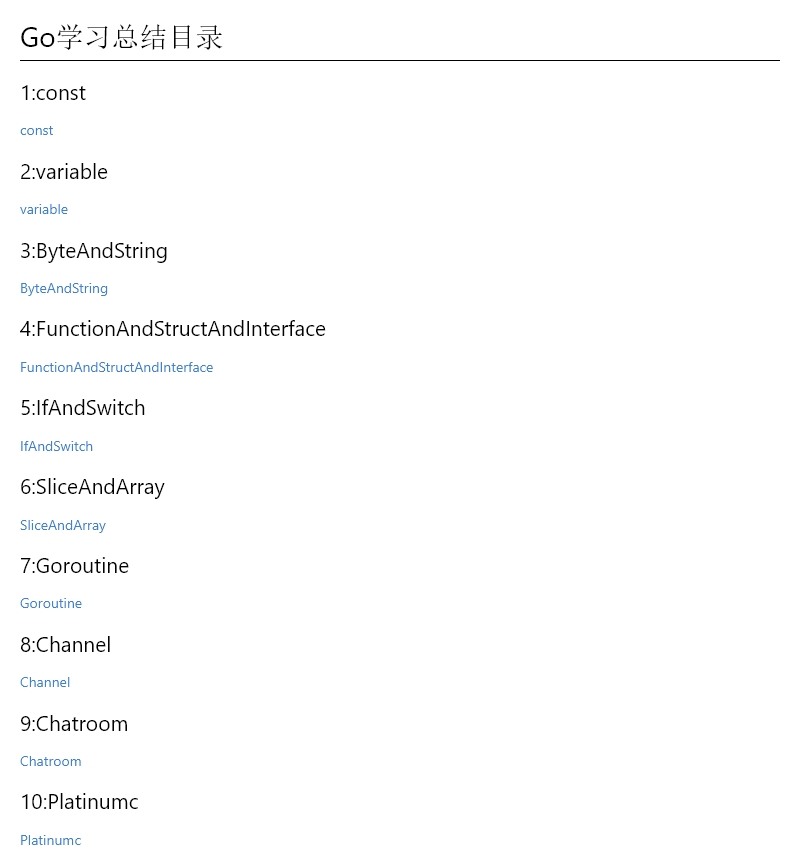 Go学习总结目录
1:const
const
2:variable
variable
3:ByteAndString
ByteAndString
4:FunctionAndStructAndInterface
FunctionAndStructAndInterface
5:IfAndSwitch
IfAndSwitch
6:SliceAndArray
SliceAndArray
7:Goroutine
Goroutine
8:Channel
Channel
9:Chatroom
Chatroom
10:Platinumc
Platinumc